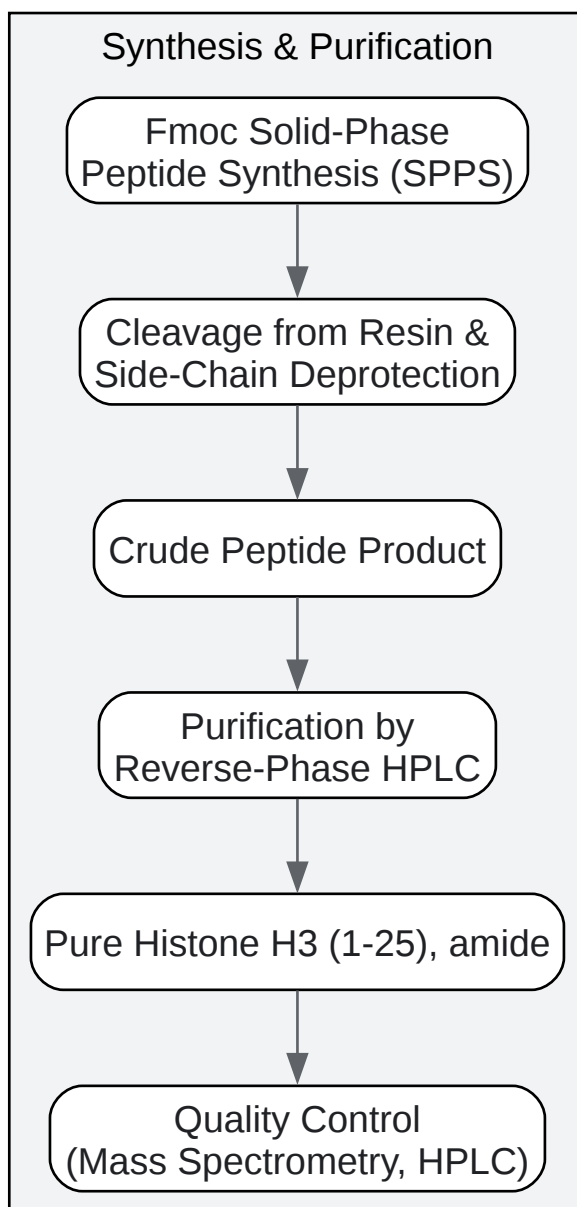 Synthesis & Purification
Fmoc Solid-Phase
Peptide Synthesis (SPPS)
Cleavage from Resin &
Side-Chain Deprotection
Crude Peptide Product
Purification by
Reverse-Phase HPLC
Pure Histone H3 (1-25), amide
Quality Control
(Mass Spectrometry, HPLC)